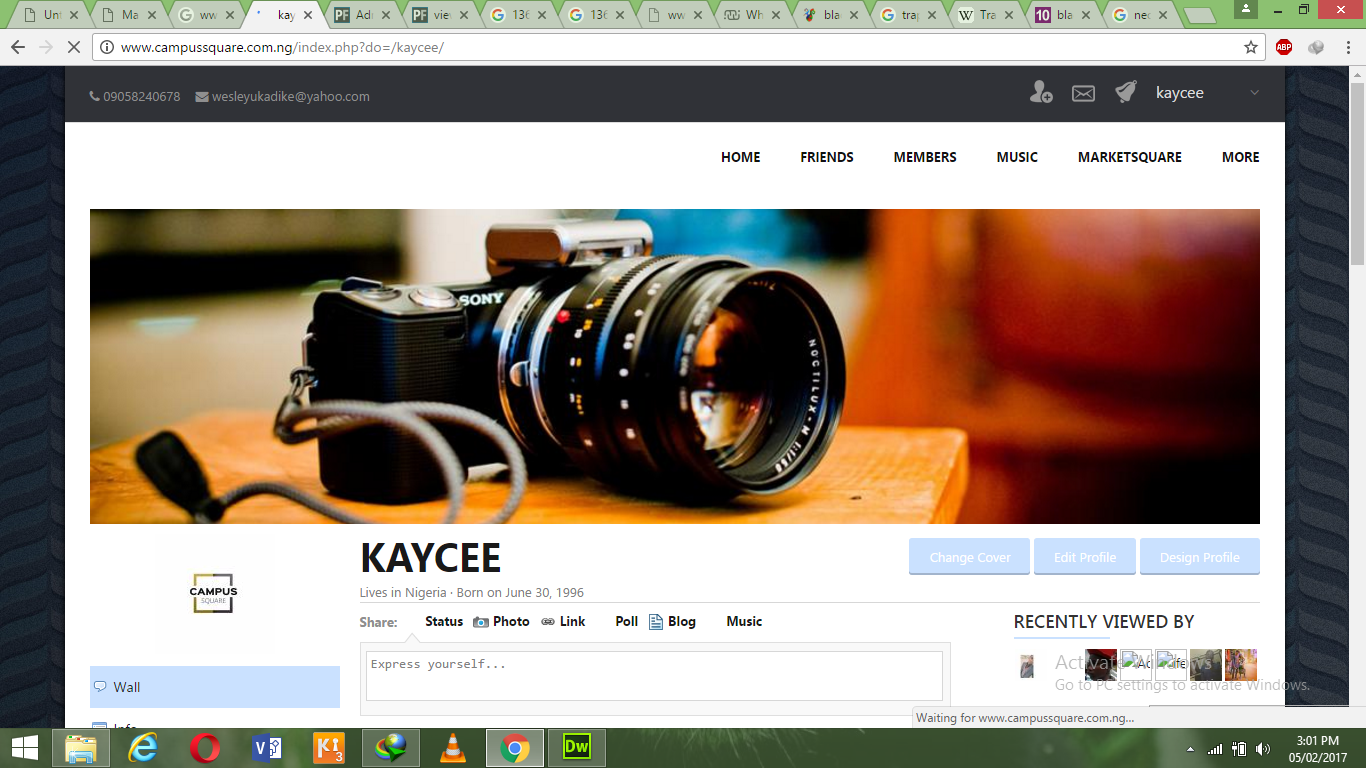 Unt
Ma
ww
kay
Adı
viev
136
136
ww
Wh
bla
trap
Tra
bla
nec
www.campussquare.com.ng/index.php?do=/kaycee/
ABP
09058240678 wesleyukadike@yahoo.com
kaycee
HOME FRIENDS MEMBERS MUSIC MARKETSQUARE MORE
SONY
NOCTILUX-M 1:1/50
CAMPUS
SQUARE
KAYCEE
Change Cover Edit Profile Design Profile
Lives in Nigeria · Born on June 30, 1996
Share: Status Photo Link Poll Blog Music
RECENTLY VIEWED BY
Express yourself...
Activate Windows
Go to PC settings to activate Windows.
Wall
Info
Waiting for www.campussquare.com.ng...
3:01 PM
05/02/2017